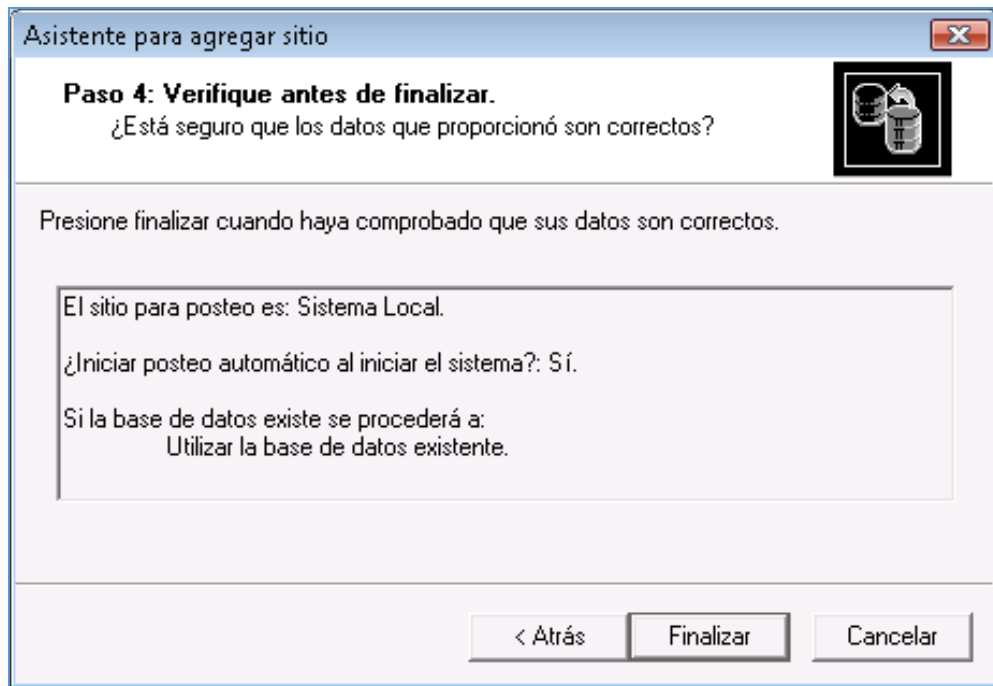 Asistente para agregar sitio
Paso 4: Verifique antes de finalizar.
¿Está seguro que los datos que proporcionó son correctos?
Presione finalizar cuando haya comprobado que sus datos son correctos.
El sitio para posteo es: Sistema Local.
¿Iniciar posteo automático al iniciar el sistema?: Sí.
Si la base de datos existe se procederá a:
Utilizar la base de datos existente.
< Atrás
Finalizar
Cancelar